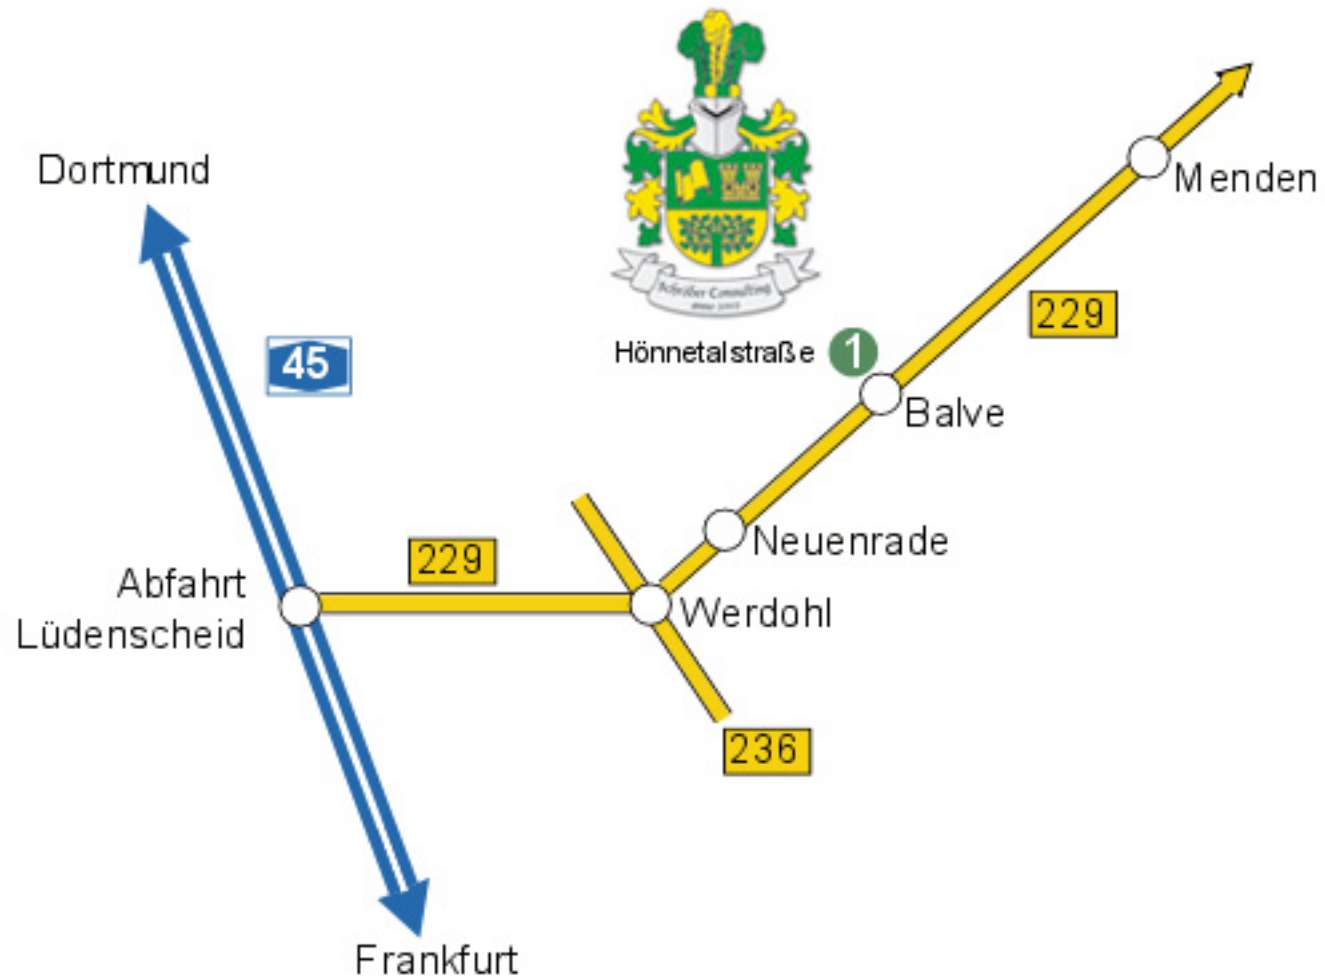 Dortmund
Menden
229
45
Hönnetalstraße 1
Balve
229
Neuenrade
Abfahrt
Lüdenscheid
Werdohl
236
Frankfurt